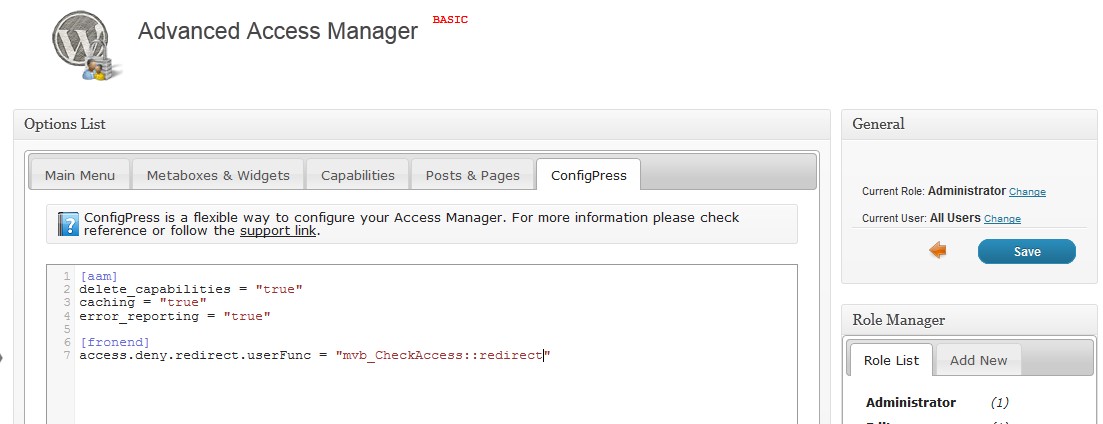 Advanced Access Manager BASIC
Options List
Main Menu Metaboxes & Widgets Capabilities Posts & Pages ConfigPress
ConfigPress is a flexible way to configure your Access Manager. For more information please check
reference or follow the support link.
1 [aam]
2 delete_capabilities = "true"
3 caching = "true"
4 error_reporting = "true"
5
6 [fronend]
7 access.deny.redirect.userFunc = "mvb_CheckAccess::redirect"
General
Current Role: Administrator Change
Current User: All Users Change
Save
Role Manager
Role List Add New
Administrator (1)